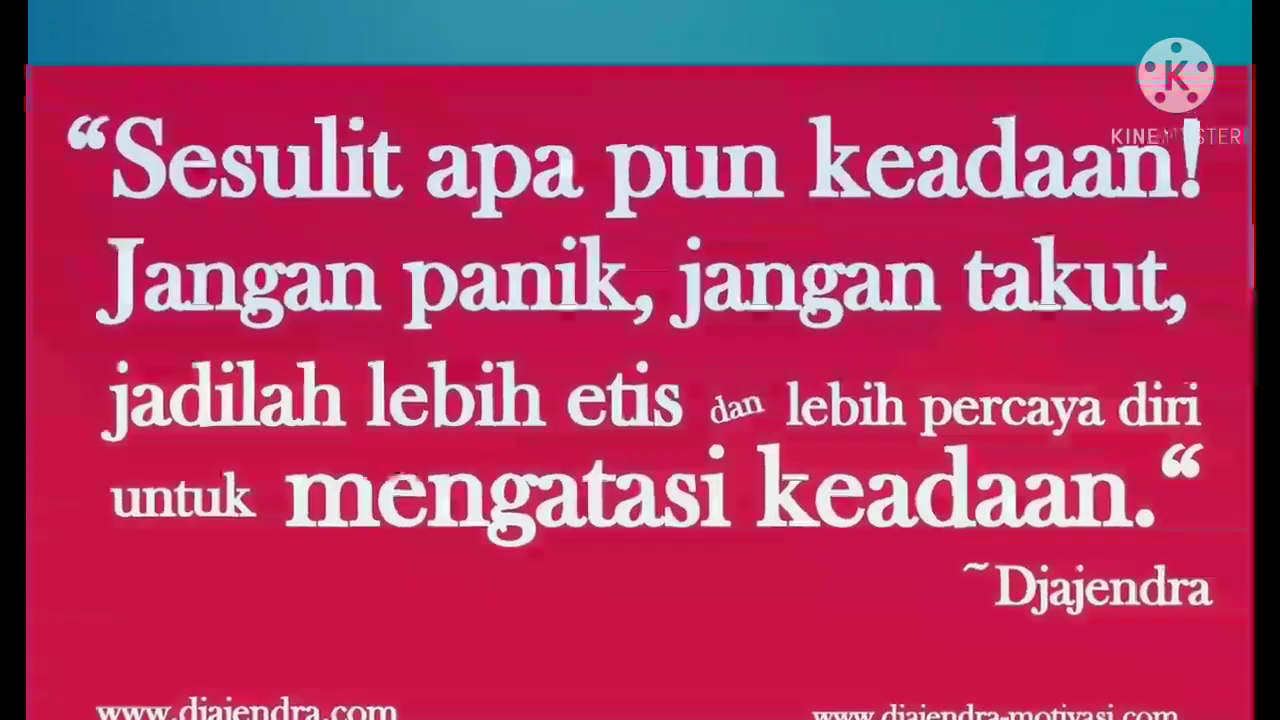 KINEMASTER
“Sesulit apa pun keadaan!
Jangan panik, jangan takut,
jadilah lebih etis dan lebih percaya diri
untuk mengatasi keadaan.“
~Djajendra
www.djajendra.com
www.djajendra-motivasi.com